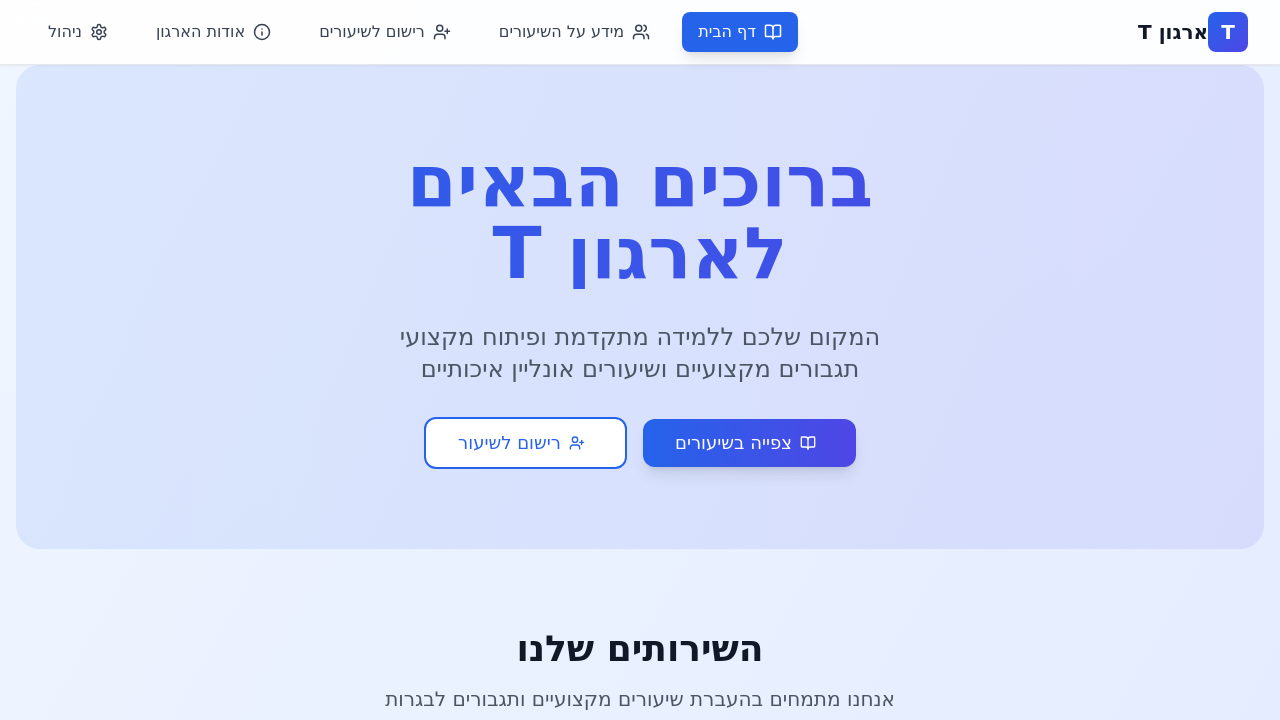 T
ארגון T
דף הבית
מידע על השיעורים
רישום לשיעורים
אודות הארגון
ניהול
ברוכים הבאים
לארגון T
המקום שלכם ללמידה מתקדמת ופיתוח מקצועי
תגבורים מקצועיים ושיעורים אונליין איכותיים
צפייה בשיעורים
רישום לשיעור
השירותים שלנו
אנחנו מתמחים בהעברת שיעורים מקצועיים ותגבורים לבגרות